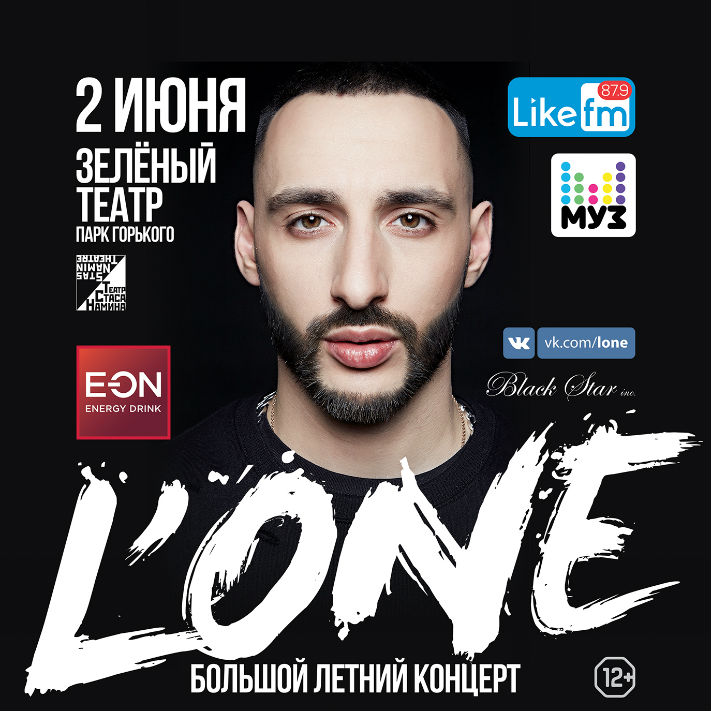 2 ИЮНЯ
ЗЕЛЁНЫЙ
ТЕАТР
ПАРК ГОРЬКОГО
STAS
NAMIN
THEATRE
ТЕАТР
СТАСА
НАМИНА
E-ON
ENERGY DRINK
87.9
Like fm
МУЗ
vk.com/lone
Black Star inc.
L'ONE
БОЛЬШОЙ ЛЕТНИЙ КОНЦЕРТ
12+